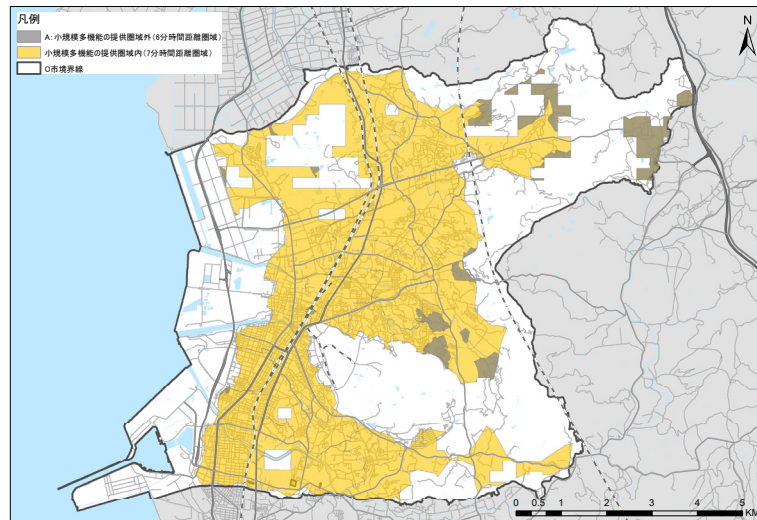 凡例
A:小規模多機能の提供圏域外(6分時間距離圏域)
小規模多機能の提供圏域内(7分時間距離圏域)
O市境界線
N
0 0.5 1 2 3 4 5
KM